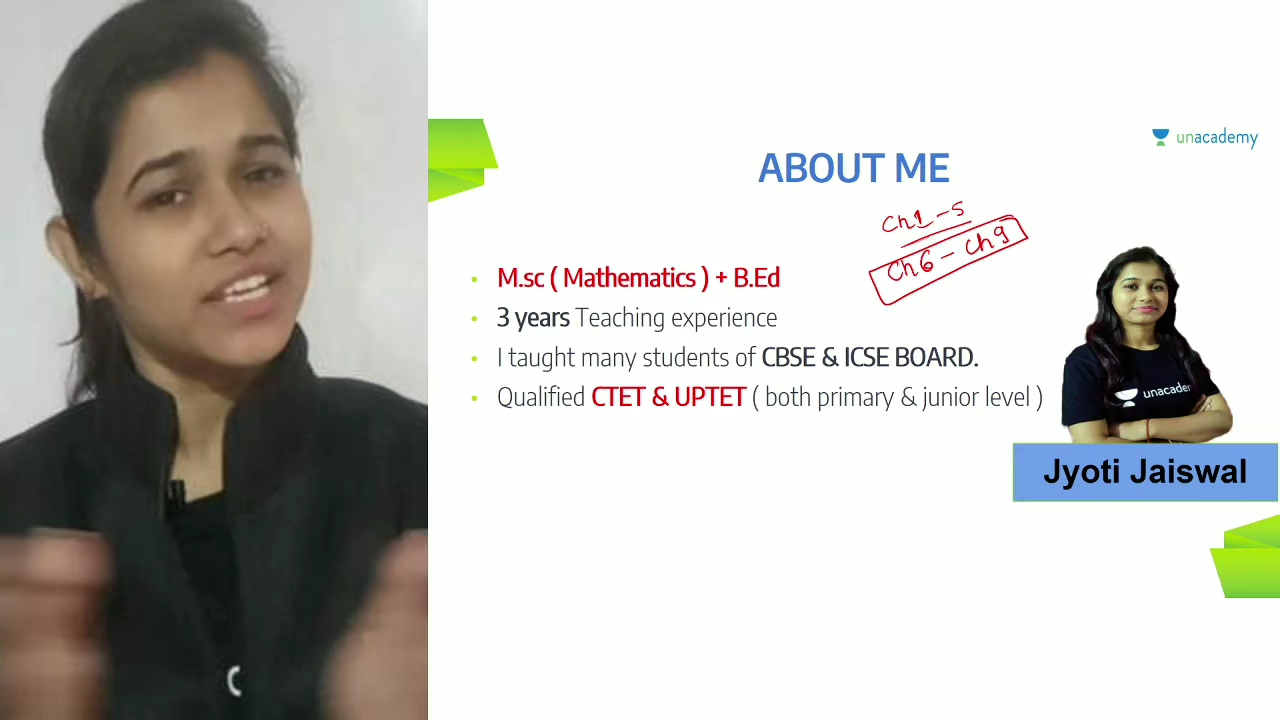 unacademy
ABOUT ME
Ch1-5
Ch6 - Ch9
• M.sc ( Mathematics ) + B.Ed
• 3 years Teaching experience
• I taught many students of CBSE & ICSE BOARD.
• Qualified CTET & UPTET ( both primary & junior level )
unacadem
Jyoti Jaiswal